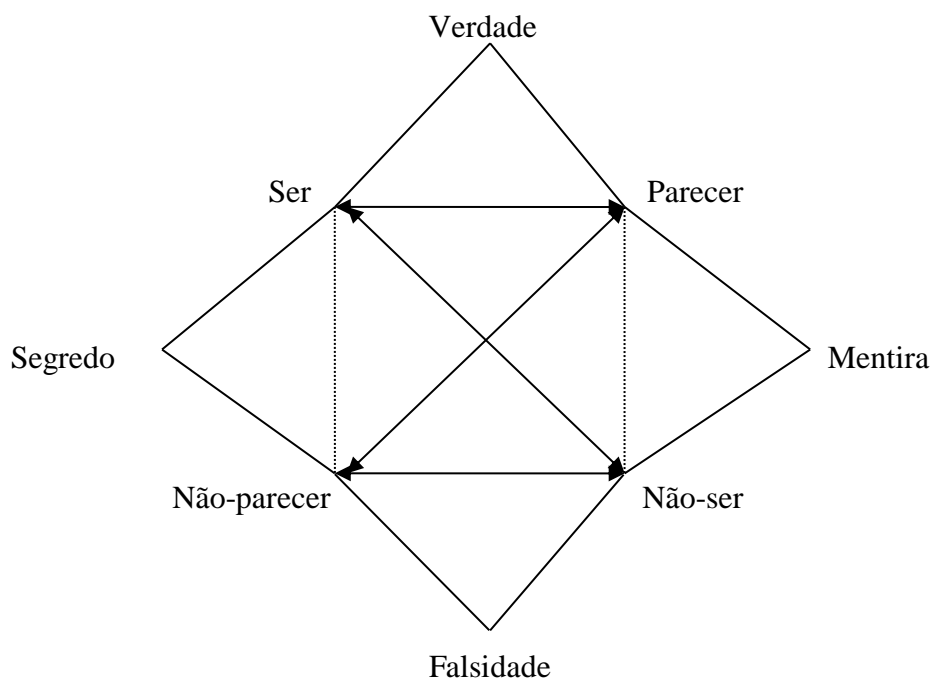 Verdade
Ser
Parecer
Segredo
Mentira
Não-parecer
Não-ser
Falsidade